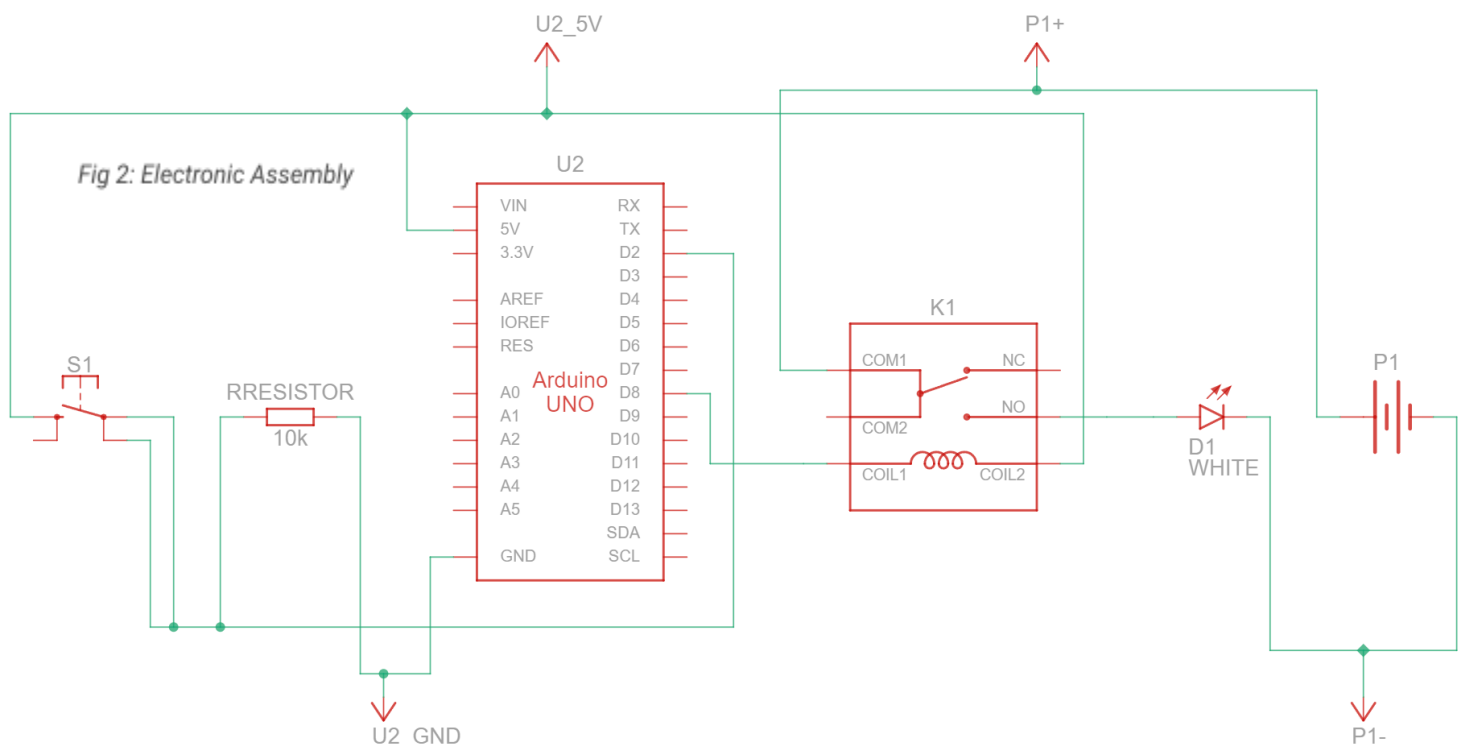 U2_5V
P1+
Fig 2: Electronic Assembly
U2
VIN
5V
3.3V
AREF
IOREF
RES
A0
A1
A2
A3
A4
A5
GND
Arduino
UNO
RX
TX
D2
D3
D4
D5
D6
D7
D8
D9
D10
D11
D12
D13
SDA
SCL
S1
RRESISTOR
10k
K1
COM1
NC
NO
COM2
COIL1
COIL2
D1
WHITE
P1
U2 GND
P1-